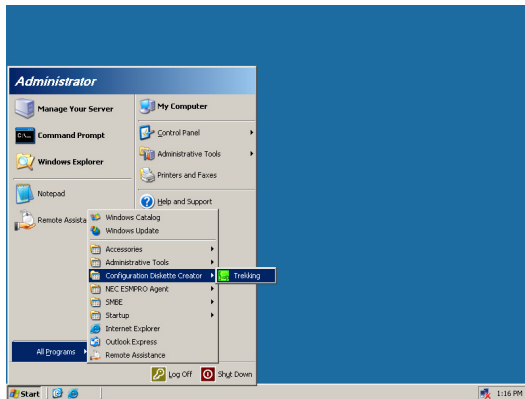 Administrator
Manage Your Server
My Computer
Command Prompt
Control Panel
Windows Explorer
Administrative Tools
Printers and Faxes
Notepad
Help and Support
Remote Assista
Windows Catalog
Windows Update
Accessories
Administrative Tools
Configuration Diskette Creator
Trekking
NEC ESMPRO Agent
SMBE
Startup
Internet Explorer
Outlook Express
Remote Assistance
All Programs
Log Off
Shut Down
Start
1:16 PM